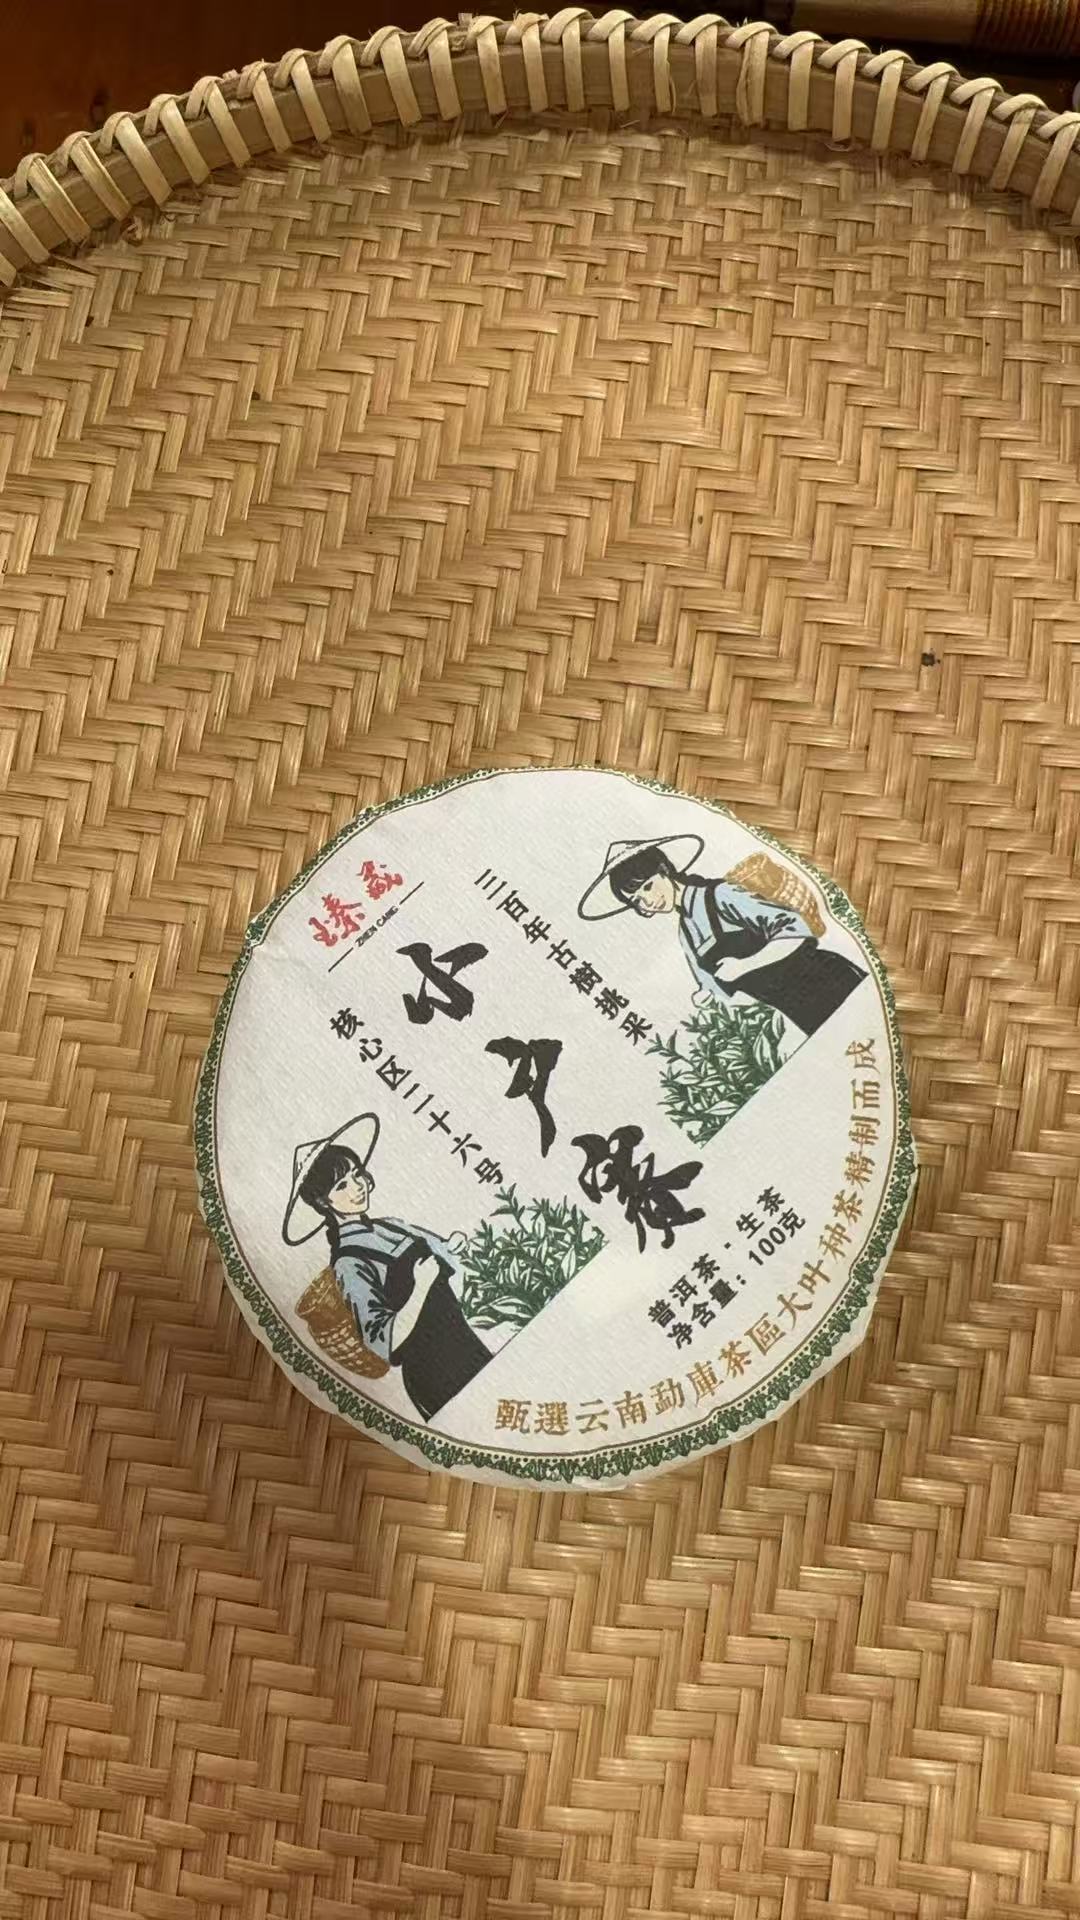 臻藏
ZHEN CANG
三百年古樹挑采
小户赛
核心区二十六号
普洱茶·生茶
净含量：100克
甄選云南勐庫茶區大叶种茶精制而成